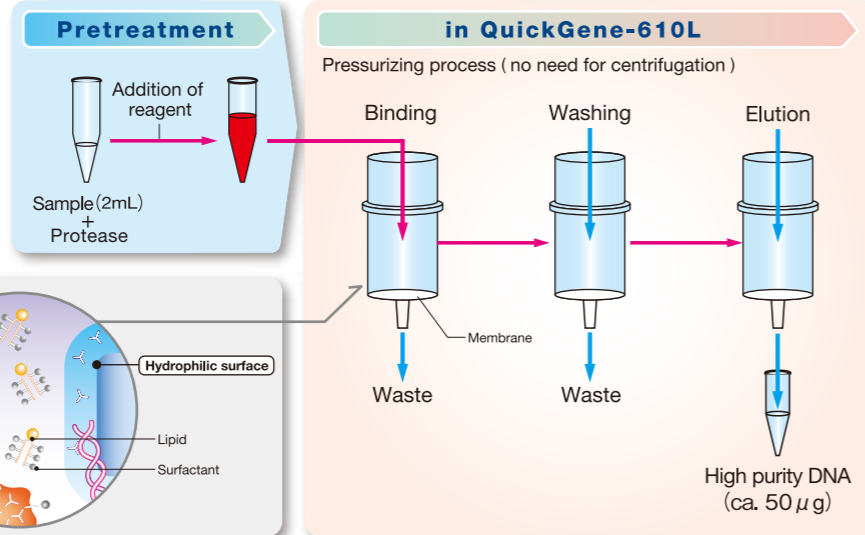 Pretreatment
Addition of
reagent
Sample(2mL)
+
Protease
in QuickGene-610L
Pressurizing process ( no need for centrifugation )
Binding
Washing
Elution
Membrane
Waste
Waste
High purity DNA
(ca. 50 μ g)
Hydrophilic surface
Lipid
Surfactant